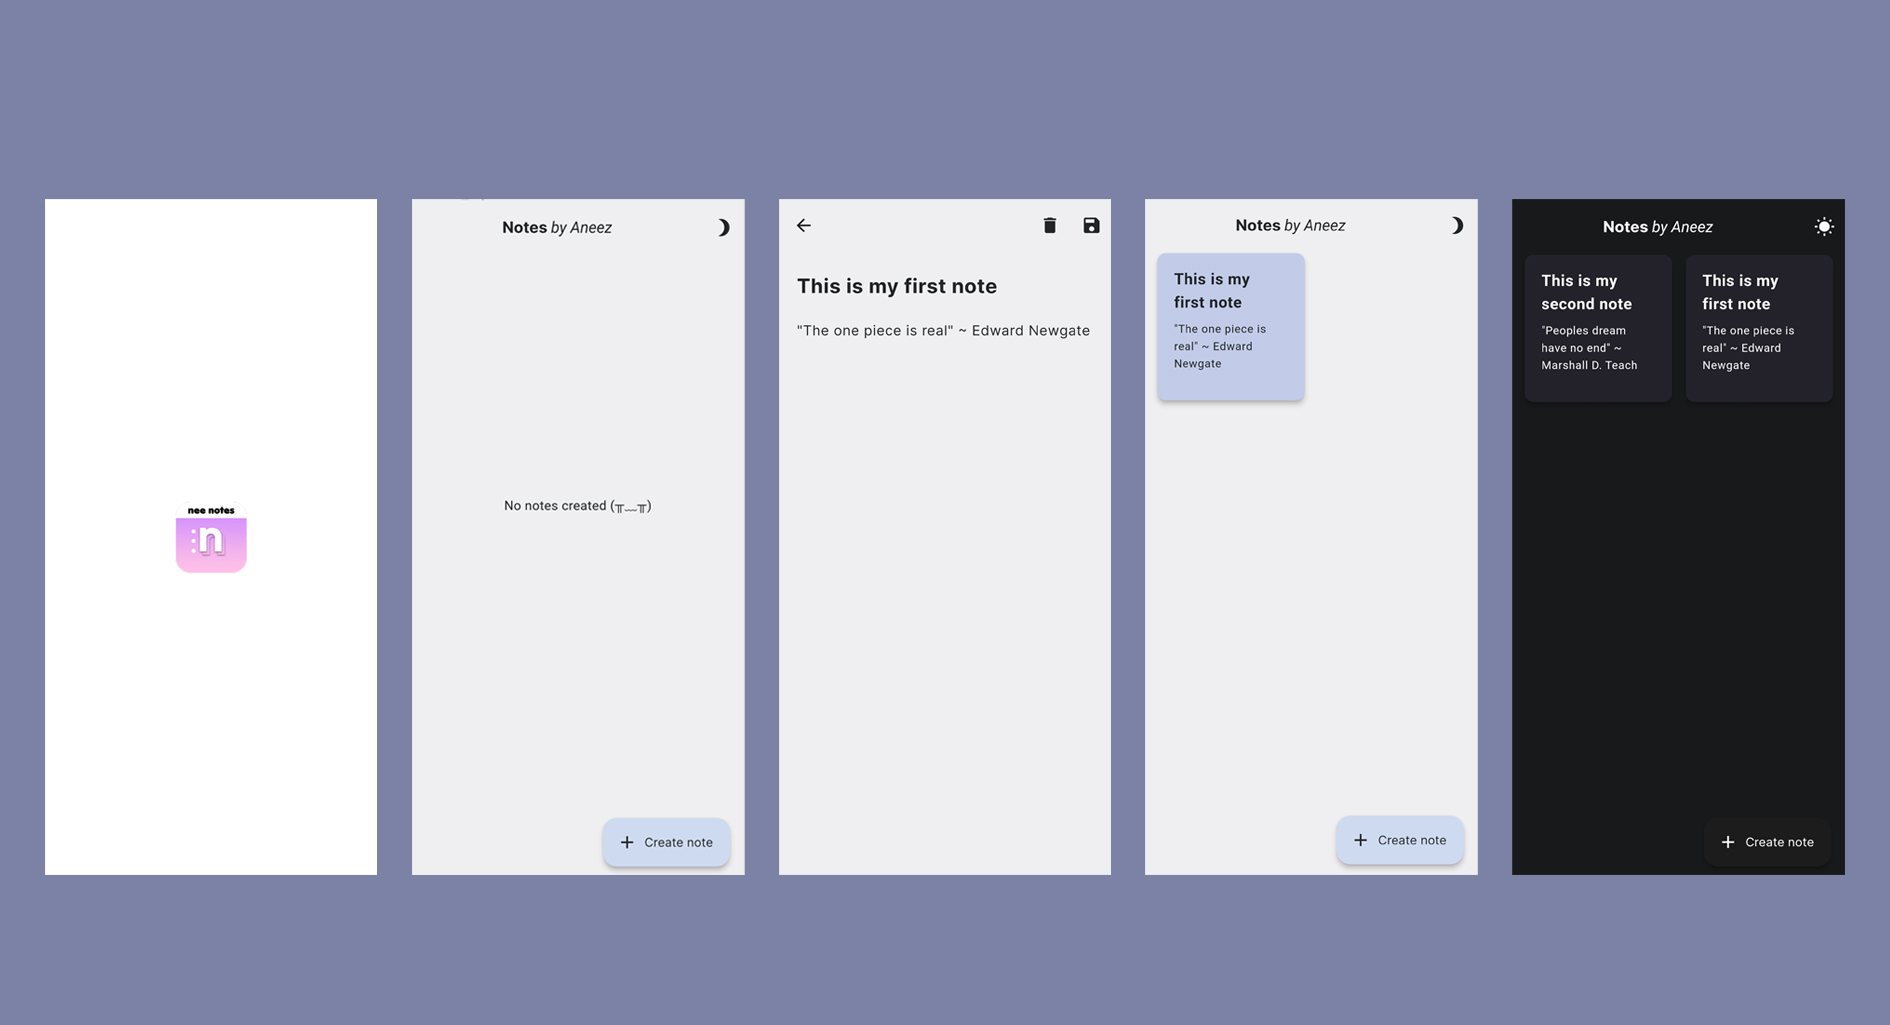 nee notes
:n
Notes by Aneez
No notes created (╥﹏╥)
Create note
This is my first note
"The one piece is real" ~ Edward Newgate
Notes by Aneez
This is my
first note
"The one piece is
real" ~ Edward
Newgate
Create note
Notes by Aneez
This is my
second note
"Peoples dream
have no end" ~
Marshall D. Teach
This is my
first note
"The one piece is
real" ~ Edward
Newgate
Create note